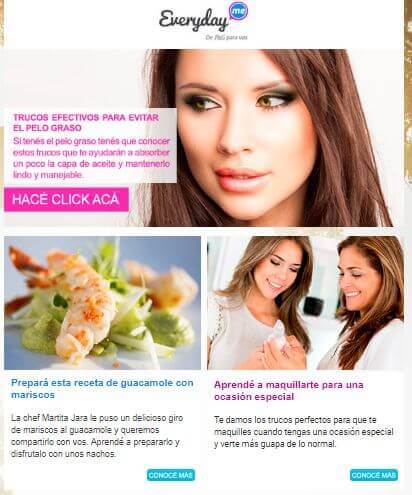 Everyday me
De P&G para vos
TRUCOS EFECTIVOS PARA EVITAR
EL PELO GRASO
Si tenés el pelo graso tenés que conocer
estos trucos que te ayudarán a absorber
un poco la capa de aceite y mantenerlo
lindo y manejable.
HACÉ CLICK ACÁ
Prepará esta receta de guacamole con
mariscos
La chef Martita Jara le puso un delicioso giro
de mariscos al guacamole y queremos
compartirlo con vos. Aprendé a prepararlo y
disfrutalo con unos nachos.
CONOCÉ MÁS
Aprendé a maquillarte para una
ocasión especial
Te damos los trucos perfectos para que te
maquilles cuando tengas una ocasión especial
y verte más guapa de lo normal.
CONOCÉ MÁS